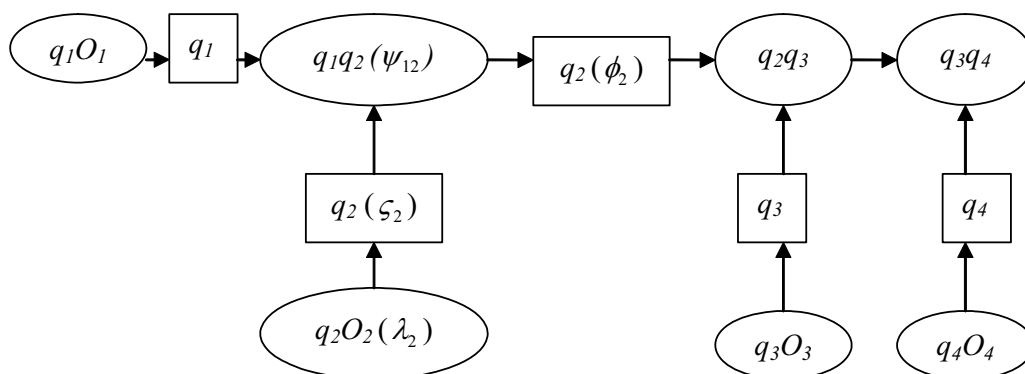 q₁O₁
q₁
q₁q₂(ψ₁₂)
q₂(ϕ₂)
q₂q₃
q₃q₄
q₂(ς₂)
q₃
q₄
q₂O₂(λ₂)
q₃O₃
q₄O₄